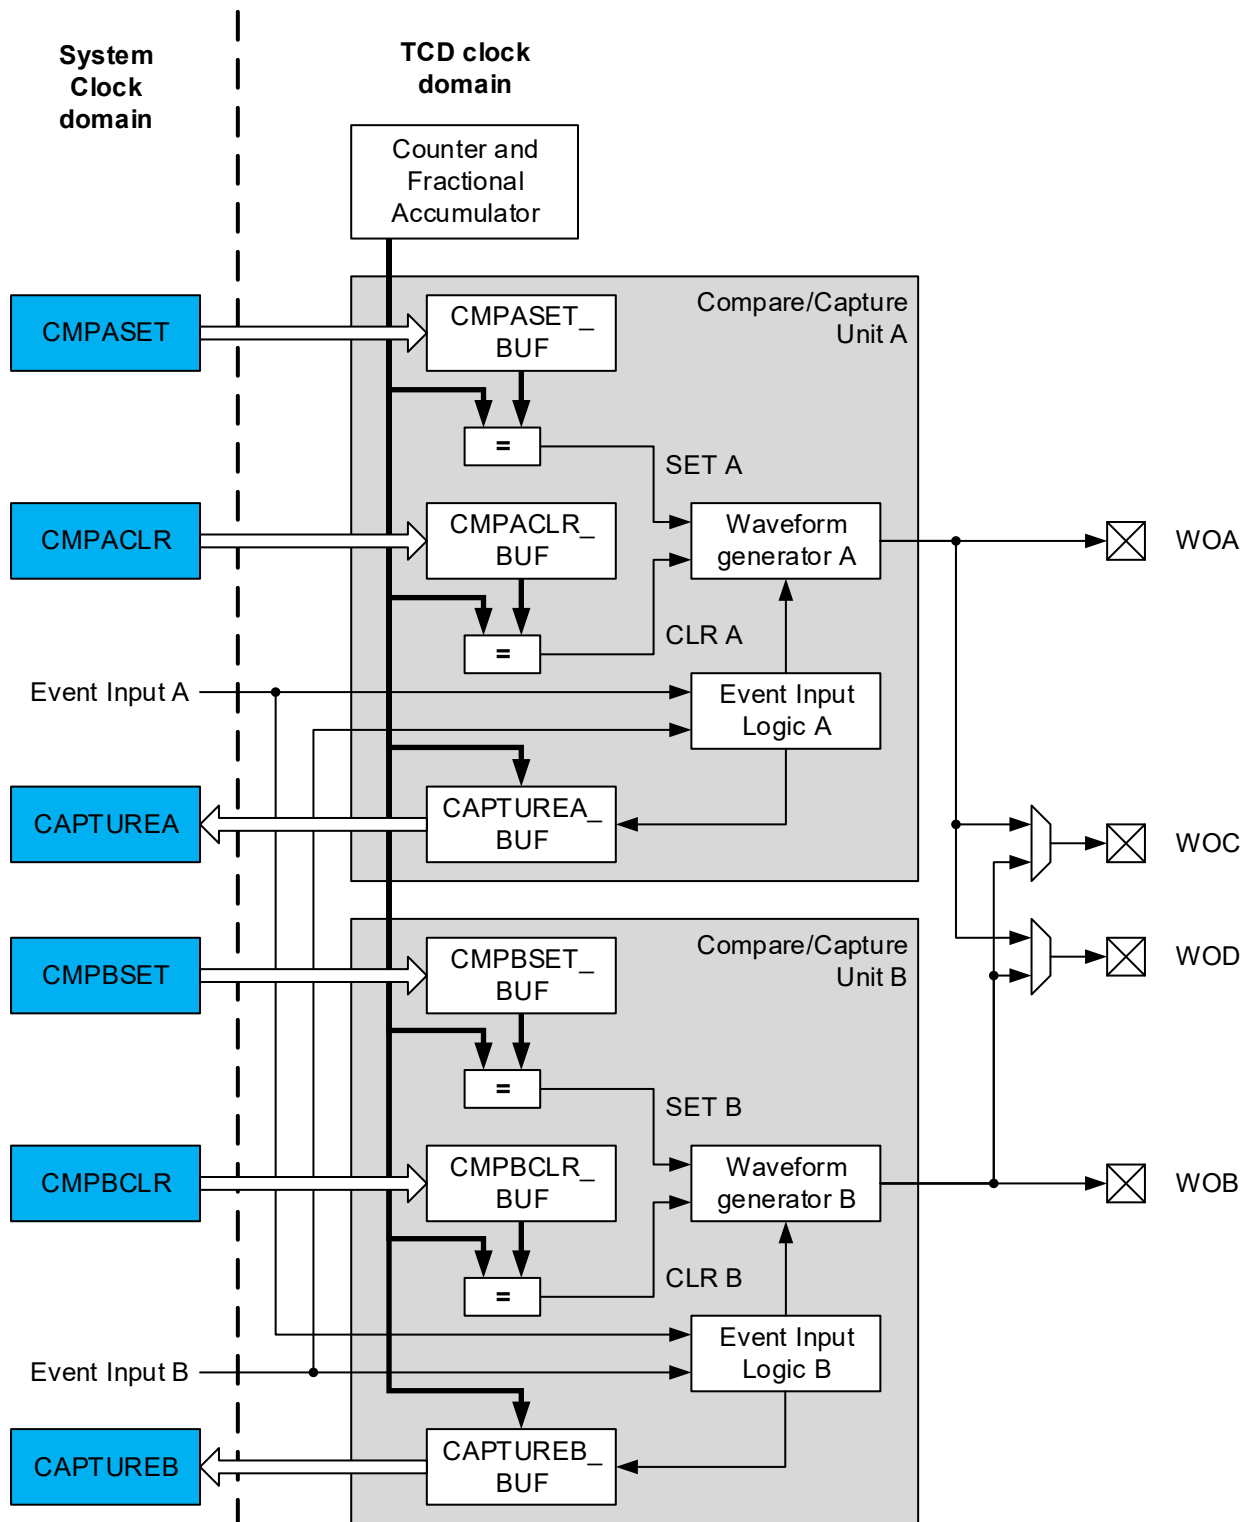 System
Clock
domain
TCD clock
domain
Counter and
Fractional
Accumulator
Compare/Capture
Unit A
CMPASET
CMPASET_
BUF
=
SET A
CMPACLR
CMPACLR_
BUF
Waveform
generator A
WOA
=
CLR A
Event Input A
Event Input
Logic A
CAPTUREA
CAPTUREA_
BUF
WOC
Compare/Capture
Unit B
CMPBSET
CMPBSET_
BUF
WOD
=
SET B
CMPBCLR
CMPBCLR_
BUF
Waveform
generator B
WOB
=
CLR B
Event Input B
Event Input
Logic B
CAPTUREB
CAPTUREB_
BUF